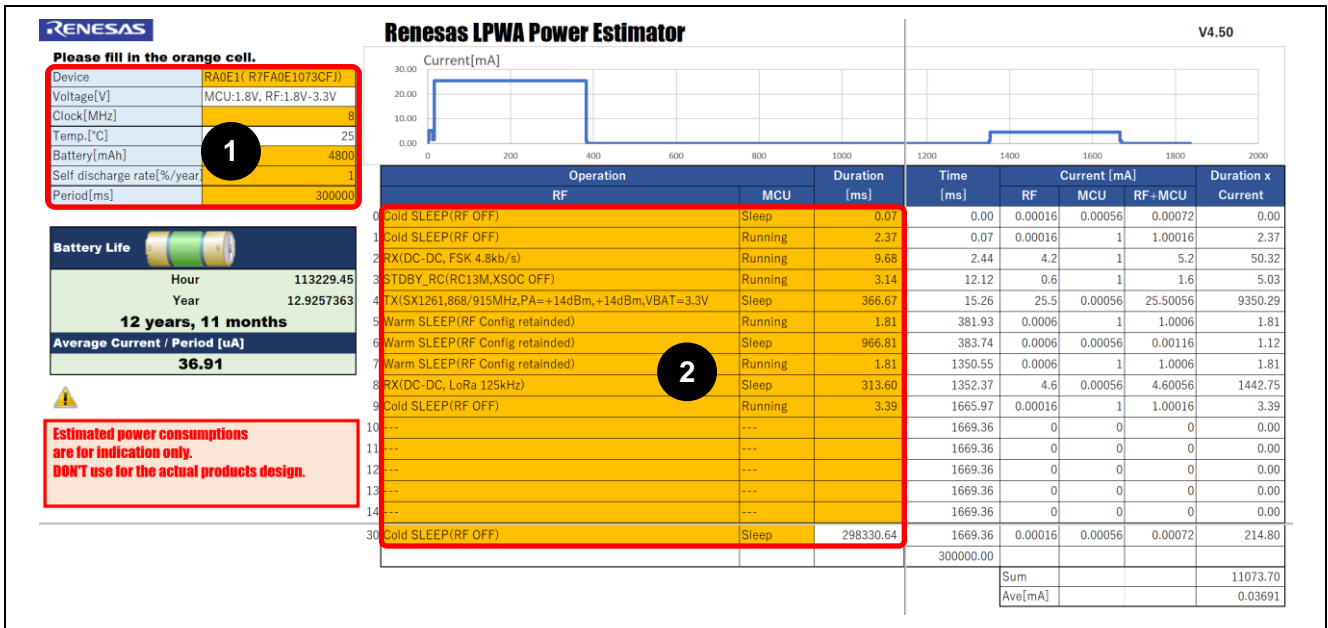 RENESAS
Renesas LPWA Power Estimator
V4.50
Please fill in the orange cell.
Device RA0E1( R7FA0E1073CFJ)
Voltage[V] MCU:1.8V, RF:1.8V-3.3V
Clock[MHz] 8
Temp.[°C] 25
Battery[mAh] 4800
Self discharge rate[%/year] 1
Period[ms] 300000
1
Battery Life
Hour 113229.45
Year 12.9257363
12 years, 11 months
Average Current / Period [uA]
36.91
Estimated power consumptions
are for indication only.
DON'T use for the actual products design.
Current[mA]
30.00
20.00
10.00
0.00
0 200 400 600 800 1000 1200 1400 1600 1800 2000
Operation Duration Time Current [mA] Duration x
RF MCU [ms] [ms] RF MCU RF+MCU Current
0 Cold SLEEP(RF OFF) Sleep 0.07 0.00 0.00016 0.00056 0.00072 0.00
1 Cold SLEEP(RF OFF) Running 2.37 0.07 0.00016 1 1.00016 2.37
2 RX(DC-DC, FSK 4.8kb/s) Running 9.68 2.44 4.2 1 5.2 50.32
3 STDBY_RC(RC13M,XSOC OFF) Running 3.14 12.12 0.6 1 1.6 5.03
4 TX(SX1261,868/915MHz,PA=+14dBm,+14dBm,VBAT=3.3V Sleep 366.67 15.26 25.5 0.00056 25.50056 9350.29
5 Warm SLEEP(RF Config retainded) Running 1.81 381.93 0.0006 1 1.0006 1.81
6 Warm SLEEP(RF Config retainded) Sleep 966.81 383.74 0.0006 0.00056 0.00116 1.12
7 Warm SLEEP(RF Config retainded) Running 1.81 1350.55 0.0006 1 1.0006 1.81
8 RX(DC-DC, LoRa 125kHz) Sleep 313.60 1352.37 4.6 0.00056 4.60056 1442.75
9 Cold SLEEP(RF OFF) Running 3.39 1665.97 0.00016 1 1.00016 3.39
10 --- --- 1669.36 0 0 0 0.00
11 --- --- 1669.36 0 0 0 0.00
12 --- --- 1669.36 0 0 0 0.00
13 --- --- 1669.36 0 0 0 0.00
14 --- --- 1669.36 0 0 0 0.00
30 Cold SLEEP(RF OFF) Sleep 298330.64 1669.36 0.00016 0.00056 0.00072 214.80
300000.00
Sum 11073.70
Ave[mA] 0.03691
2